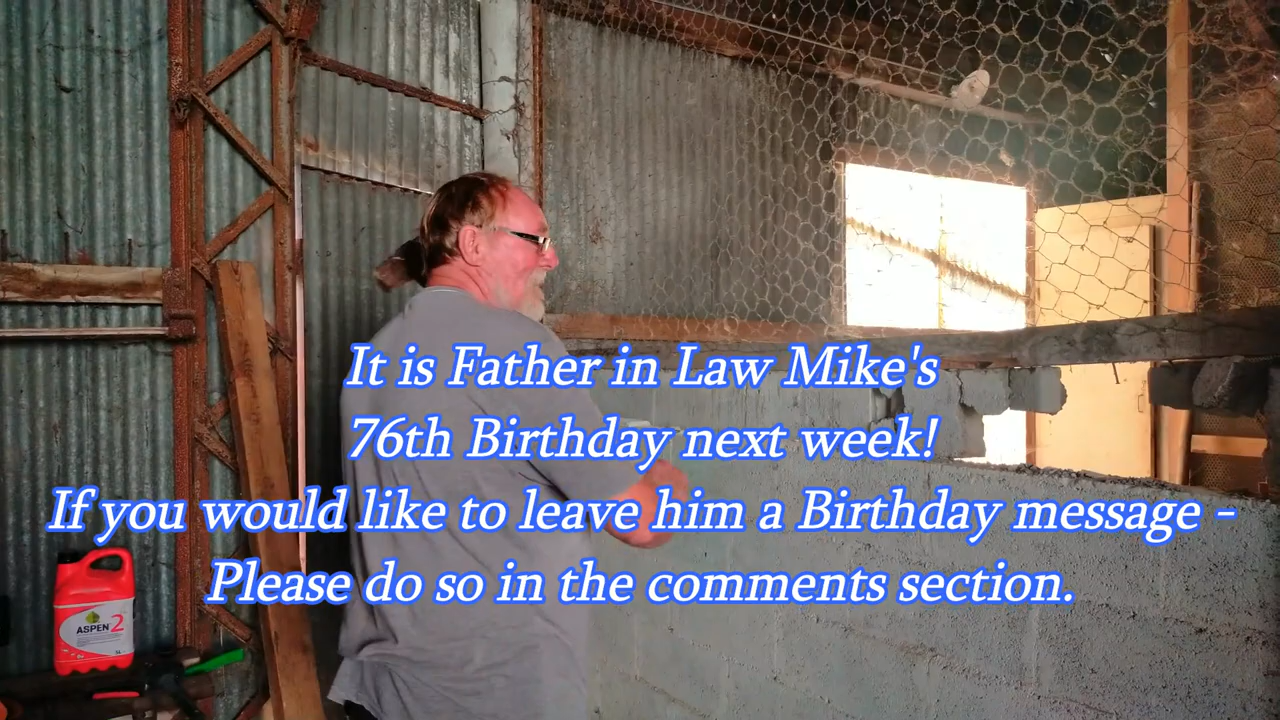 It is Father in Law Mike's
76th Birthday next week!
If you would like to leave him a Birthday message -
Please do so in the comments section.
ASPEN 2